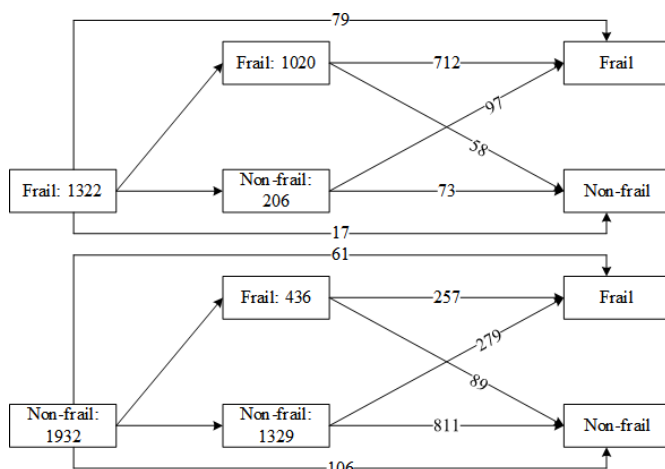 79
Frail: 1020
712
Frail
97
58
Frail: 1322
Non-frail:
206
73
Non-frail
17
61
Frail: 436
257
Frail
279
89
Non-frail:
1932
Non-frail:
1329
811
Non-frail
106